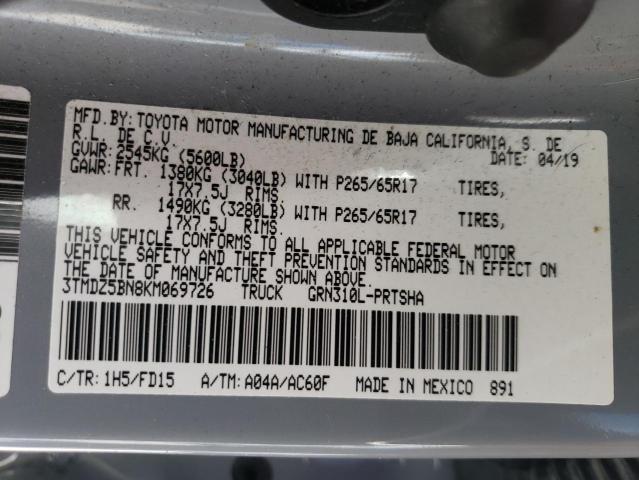 MFD.BY: TOYOTA MOTOR MANUFACTURING DE BAJA CALIFORNIA, S. DE
R.L. DE C.V. DATE: 04/19
GVWR: 2545KG (5600LB)
GAWR: FRT. 1380KG (3040LB) WITH P265/65R17 TIRES,
17X7.5J RIMS.
RR. 1490KG (3280LB) WITH P265/65R17 TIRES,
17X7.5J RIMS.
THIS VEHICLE CONFORMS TO ALL APPLICABLE FEDERAL MOTOR
VEHICLE SAFETY AND THEFT PREVENTION STANDARDS IN EFFECT ON
THE DATE OF MANUFACTURE SHOWN ABOVE.
3TMDZ5BN8KM069726 TRUCK GRN310L-PRTSHA
C/TR: 1H5/FD15 A/TM: A04A/AC60F MADE IN MEXICO 891